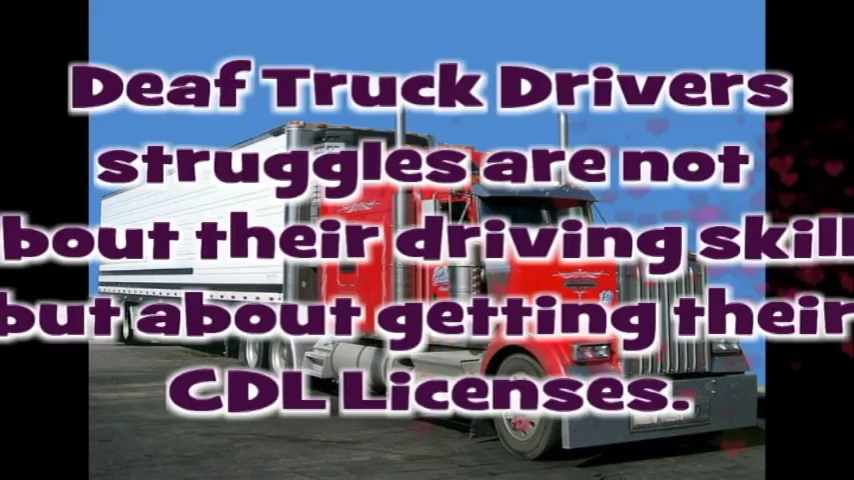 Deaf Truck Drivers
struggles are not
bout their driving skill
but about getting their
CDL Licenses.